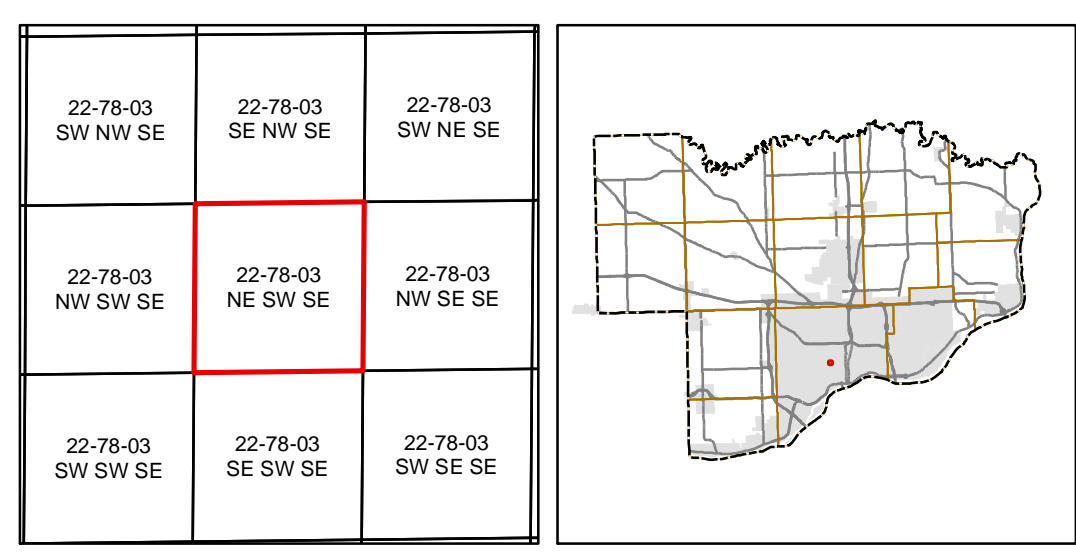 22-78-03
SW NW SE
22-78-03
SE NW SE
22-78-03
SW NE SE
22-78-03
NW SW SE
22-78-03
NE SW SE
22-78-03
NW SE SE
22-78-03
SW SW SE
22-78-03
SE SW SE
22-78-03
SW SE SE